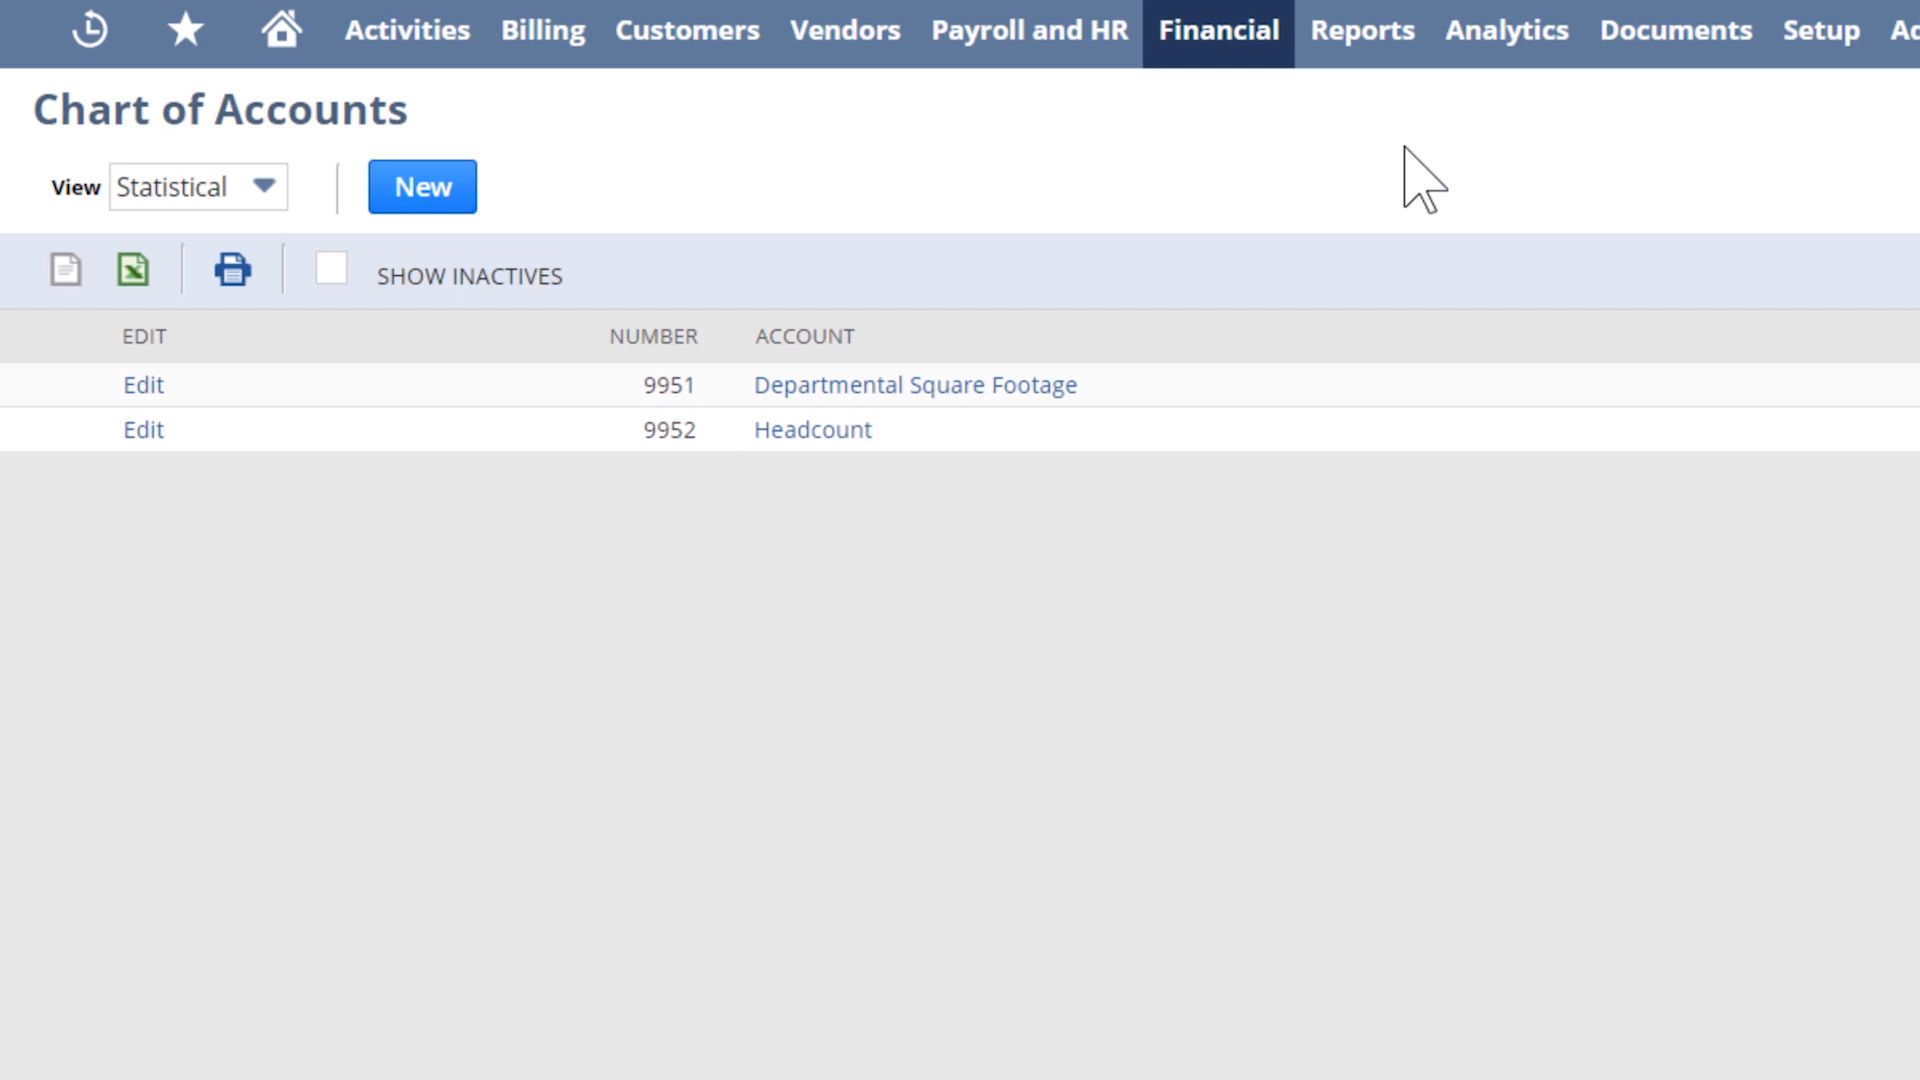 Activities Billing Customers Vendors Payroll and HR Financial Reports Analytics Documents Setup
Chart of Accounts
View Statistical New
SHOW INACTIVES
EDIT NUMBER ACCOUNT
Edit 9951 Departmental Square Footage
Edit 9952 Headcount